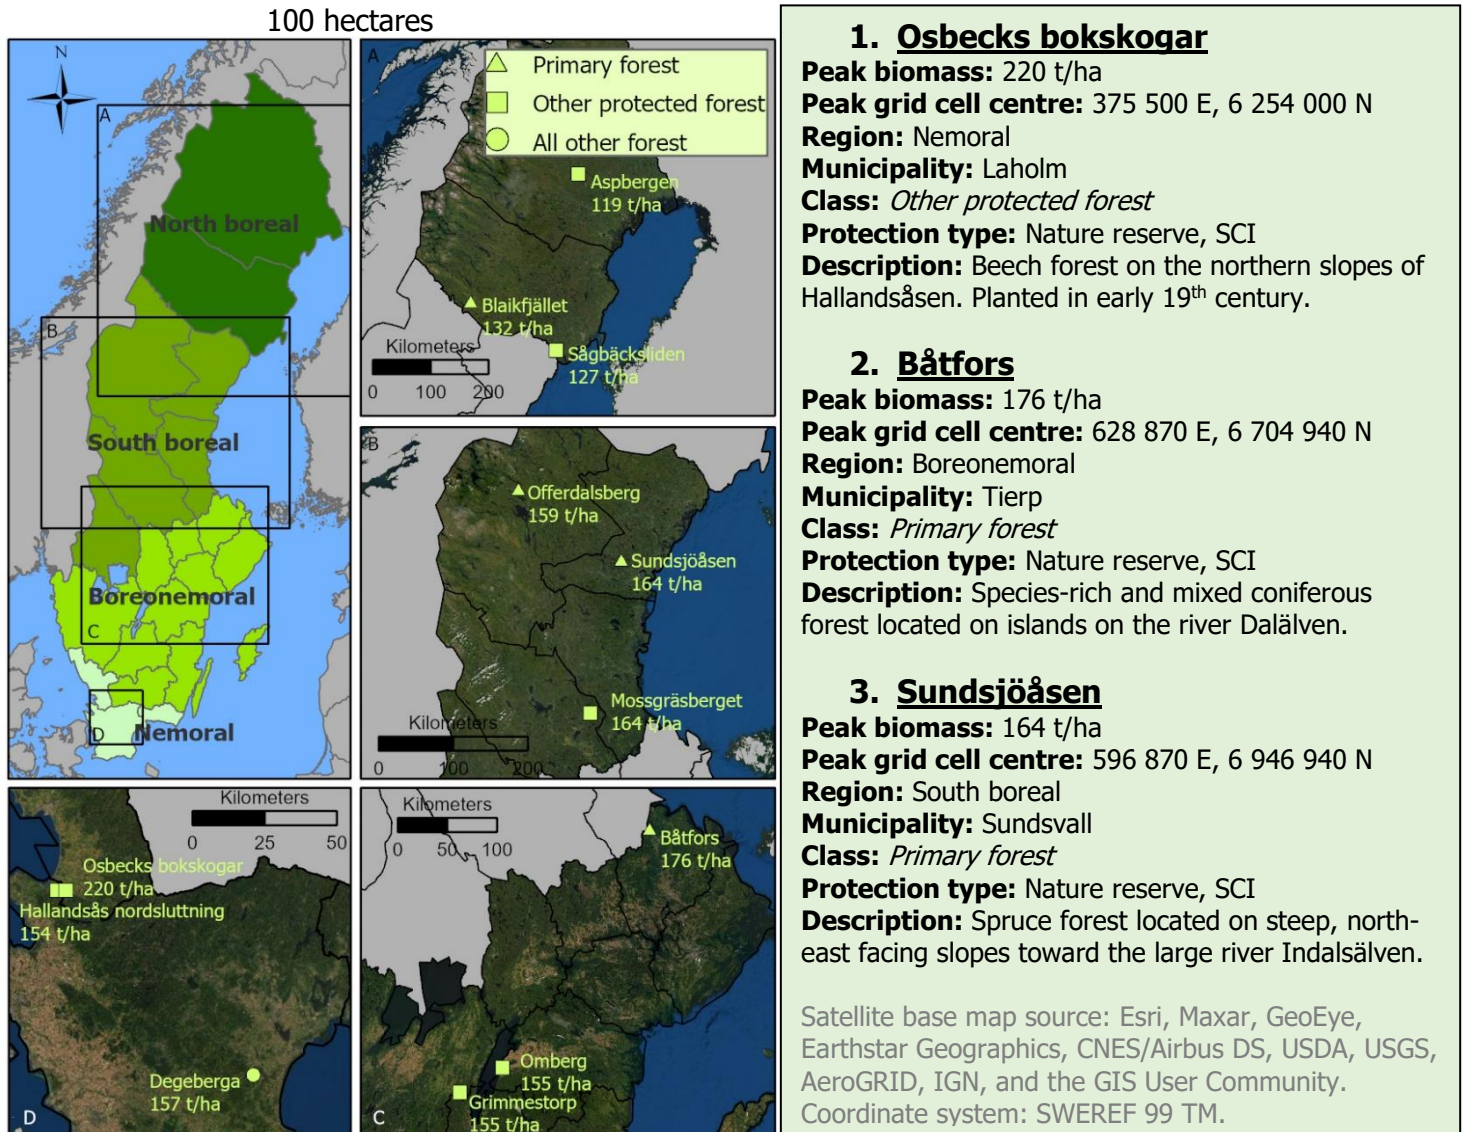 100 hectares
N
A
North boreal
B
South boreal
Boreonemoral
C
D
Nemoral
A
Primary forest
Other protected forest
All other forest
Aspbergen
119 t/ha
Blaikfjället
132 t/ha
Kilometers
0 100 200
Sågbäcksliden
127 t/ha
B
Offerdalsberg
159 t/ha
Sundsjöåsen
164 t/ha
Mossgräsberget
164 t/ha
Kilometers
0 100 200
Kilometers
0 25 50
Osbecks bokskogar
220 t/ha
Hallandsås nordsluttning
154 t/ha
Degeberga
157 t/ha
D
Kilometers
0 50 100
Båtfors
176 t/ha
Omberg
155 t/ha
Grimmestorp
155 t/ha
C
1. Osbecks bokskogar
Peak biomass: 220 t/ha
Peak grid cell centre: 375 500 E, 6 254 000 N
Region: Nemoral
Municipality: Laholm
Class: Other protected forest
Protection type: Nature reserve, SCI
Description: Beech forest on the northern slopes of
Hallandsåsen. Planted in early 19th century.
2. Båtfors
Peak biomass: 176 t/ha
Peak grid cell centre: 628 870 E, 6 704 940 N
Region: Boreonemoral
Municipality: Tierp
Class: Primary forest
Protection type: Nature reserve, SCI
Description: Species-rich and mixed coniferous
forest located on islands on the river Dalälven.
3. Sundsjöåsen
Peak biomass: 164 t/ha
Peak grid cell centre: 596 870 E, 6 946 940 N
Region: South boreal
Municipality: Sundsvall
Class: Primary forest
Protection type: Nature reserve, SCI
Description: Spruce forest located on steep, north-
east facing slopes toward the large river Indalsälven.
Satellite base map source: Esri, Maxar, GeoEye,
Earthstar Geographics, CNES/Airbus DS, USDA, USGS,
AeroGRID, IGN, and the GIS User Community.
Coordinate system: SWEREF 99 TM.